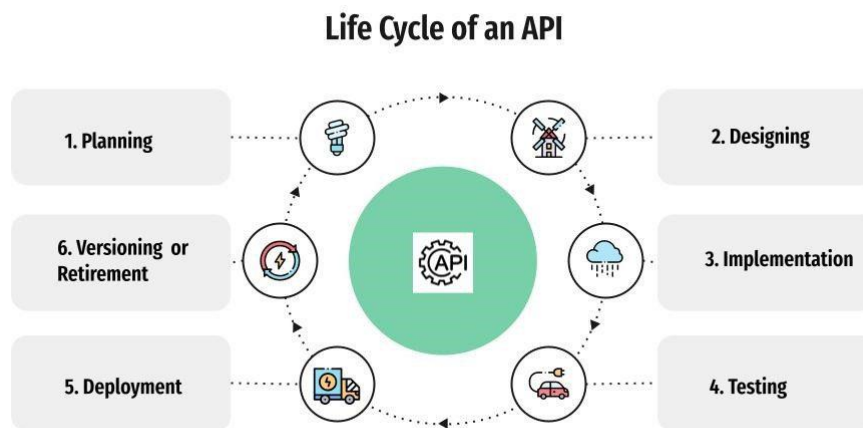 Life Cycle of an API
1. Planning
2. Designing
6. Versioning or
Retirement
API
3. Implementation
5. Deployment
4. Testing